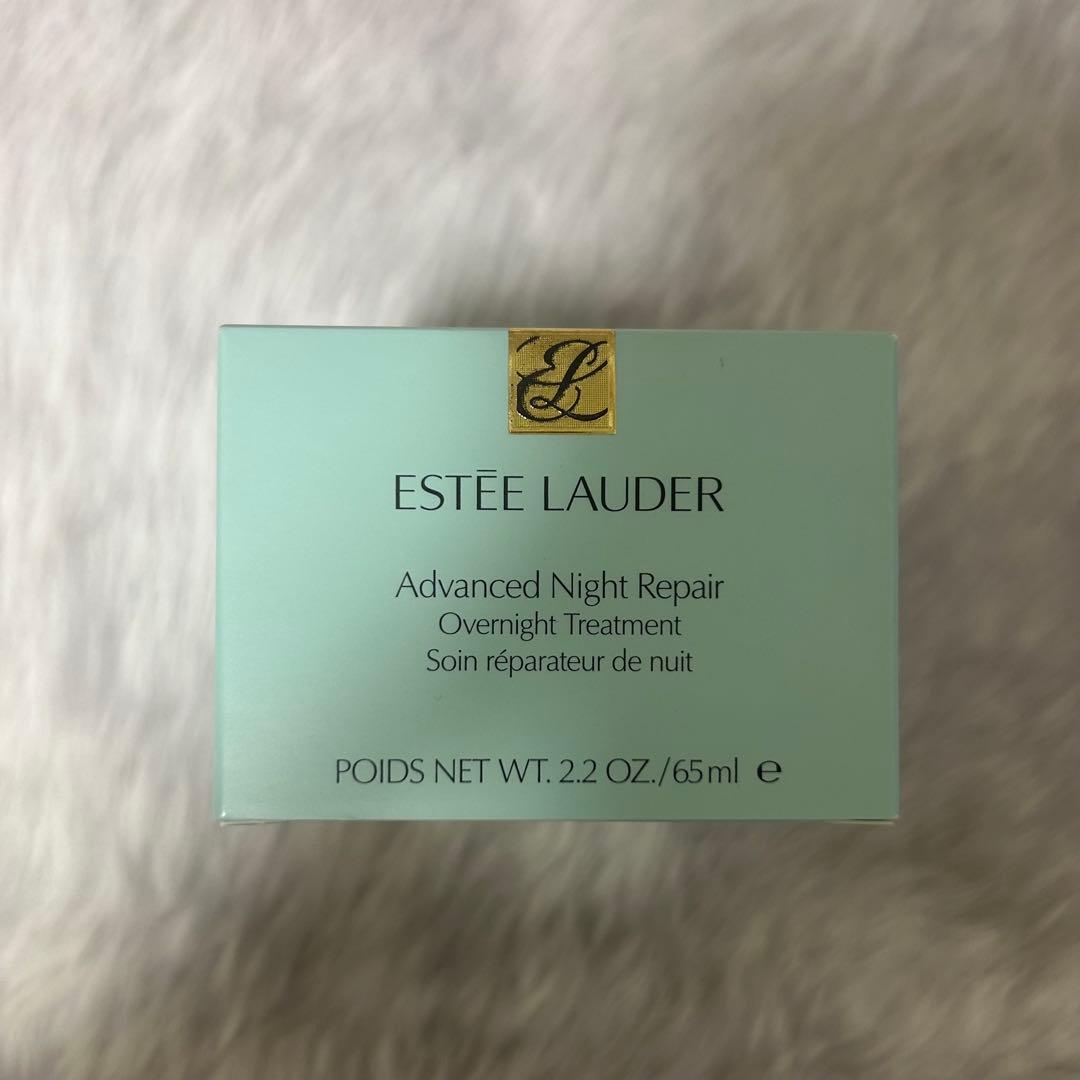 EL
ESTĒE LAUDER
Advanced Night Repair
Overnight Treatment
Soin réparateur de nuit
POIDS NET WT. 2.2 OZ./65ml ℮